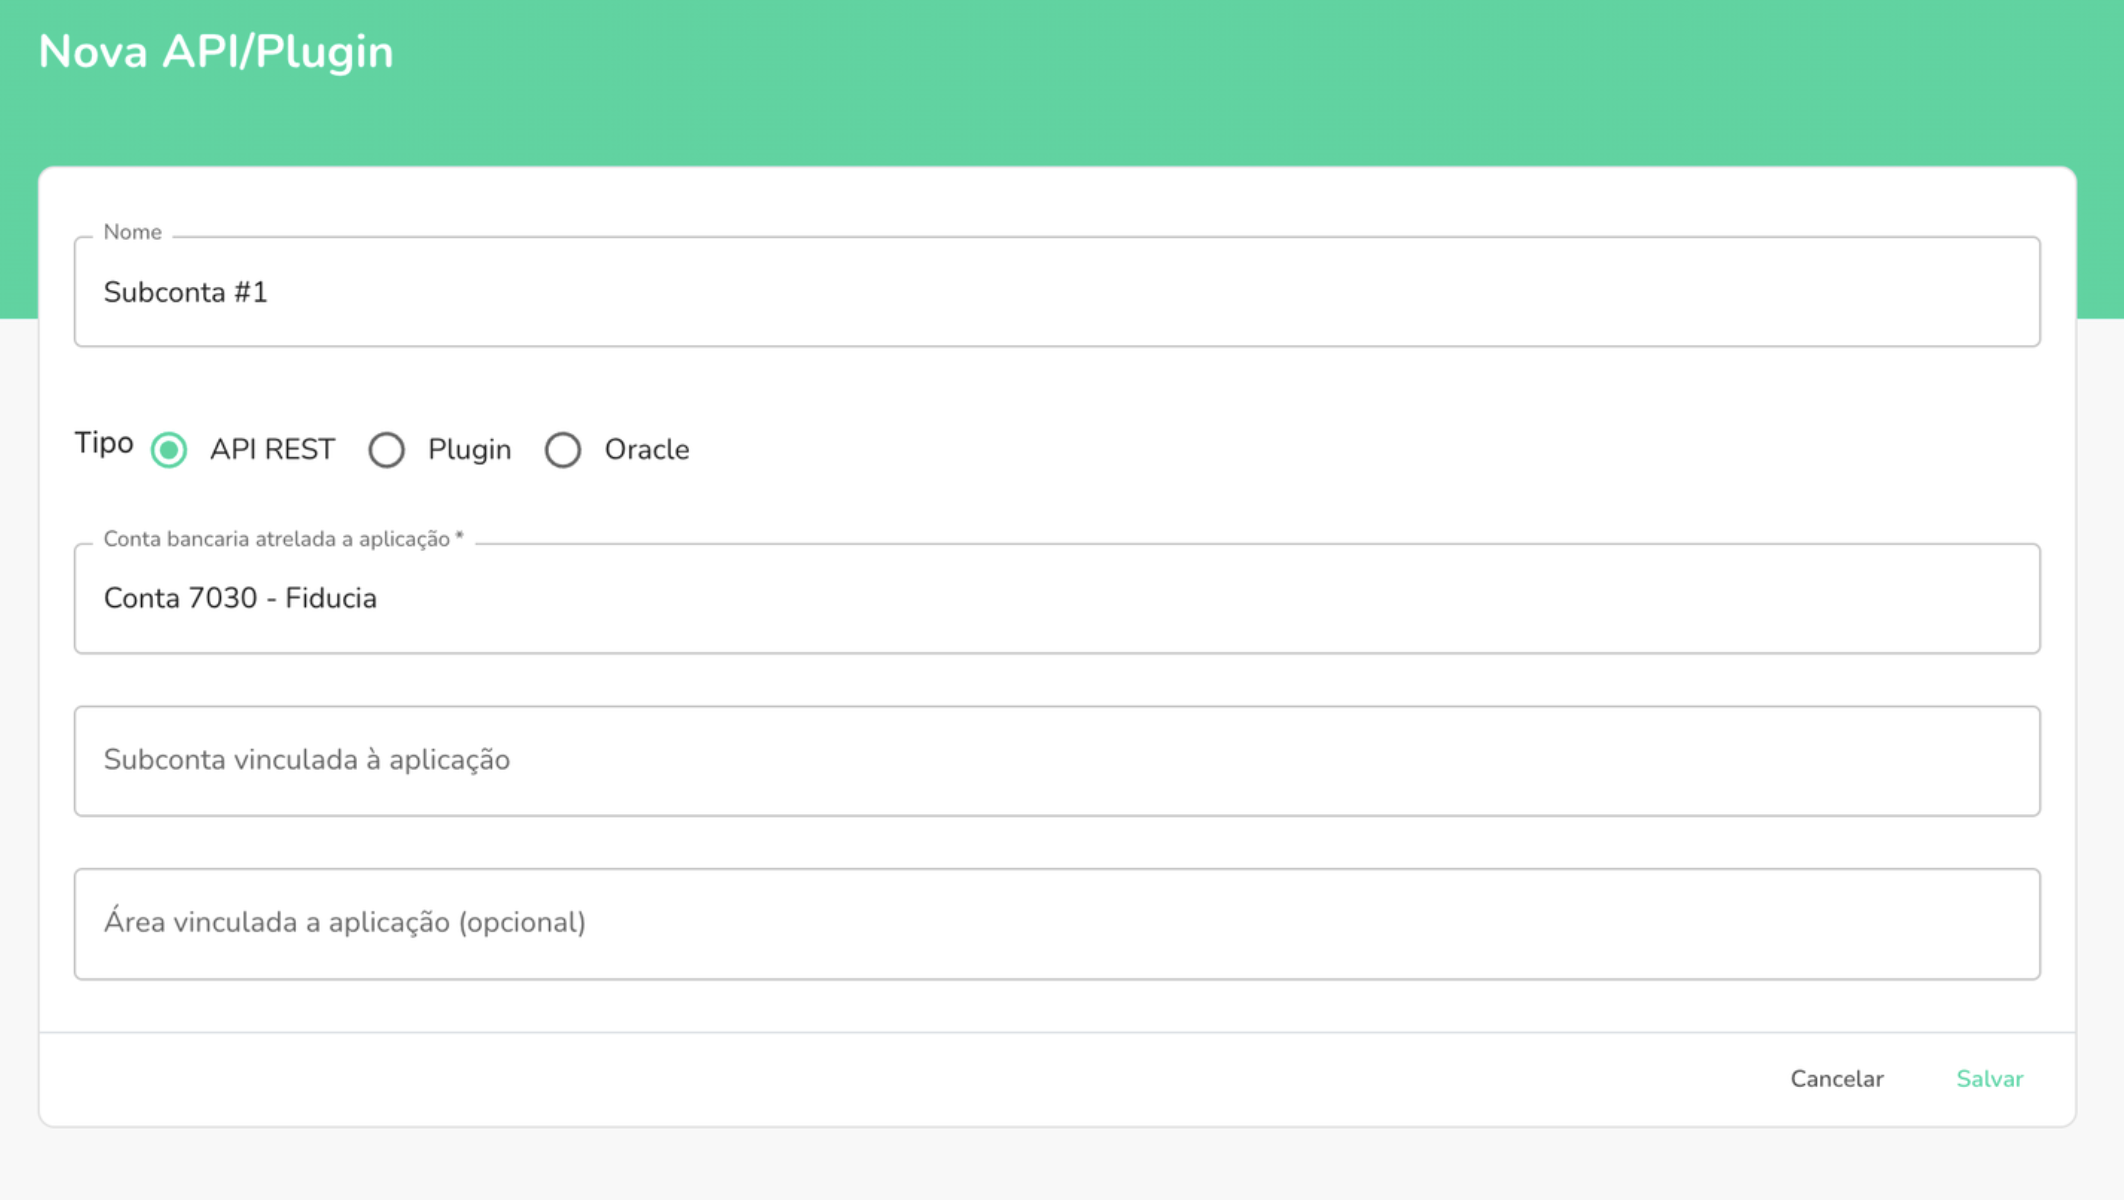 Nova API/Plugin
Nome
Subconta #1
Tipo API REST Plugin Oracle
Conta bancaria atrelada a aplicação *
Conta 7030 - Fiducia
Subconta vinculada à aplicação
Área vinculada a aplicação (opcional)
Cancelar Salvar